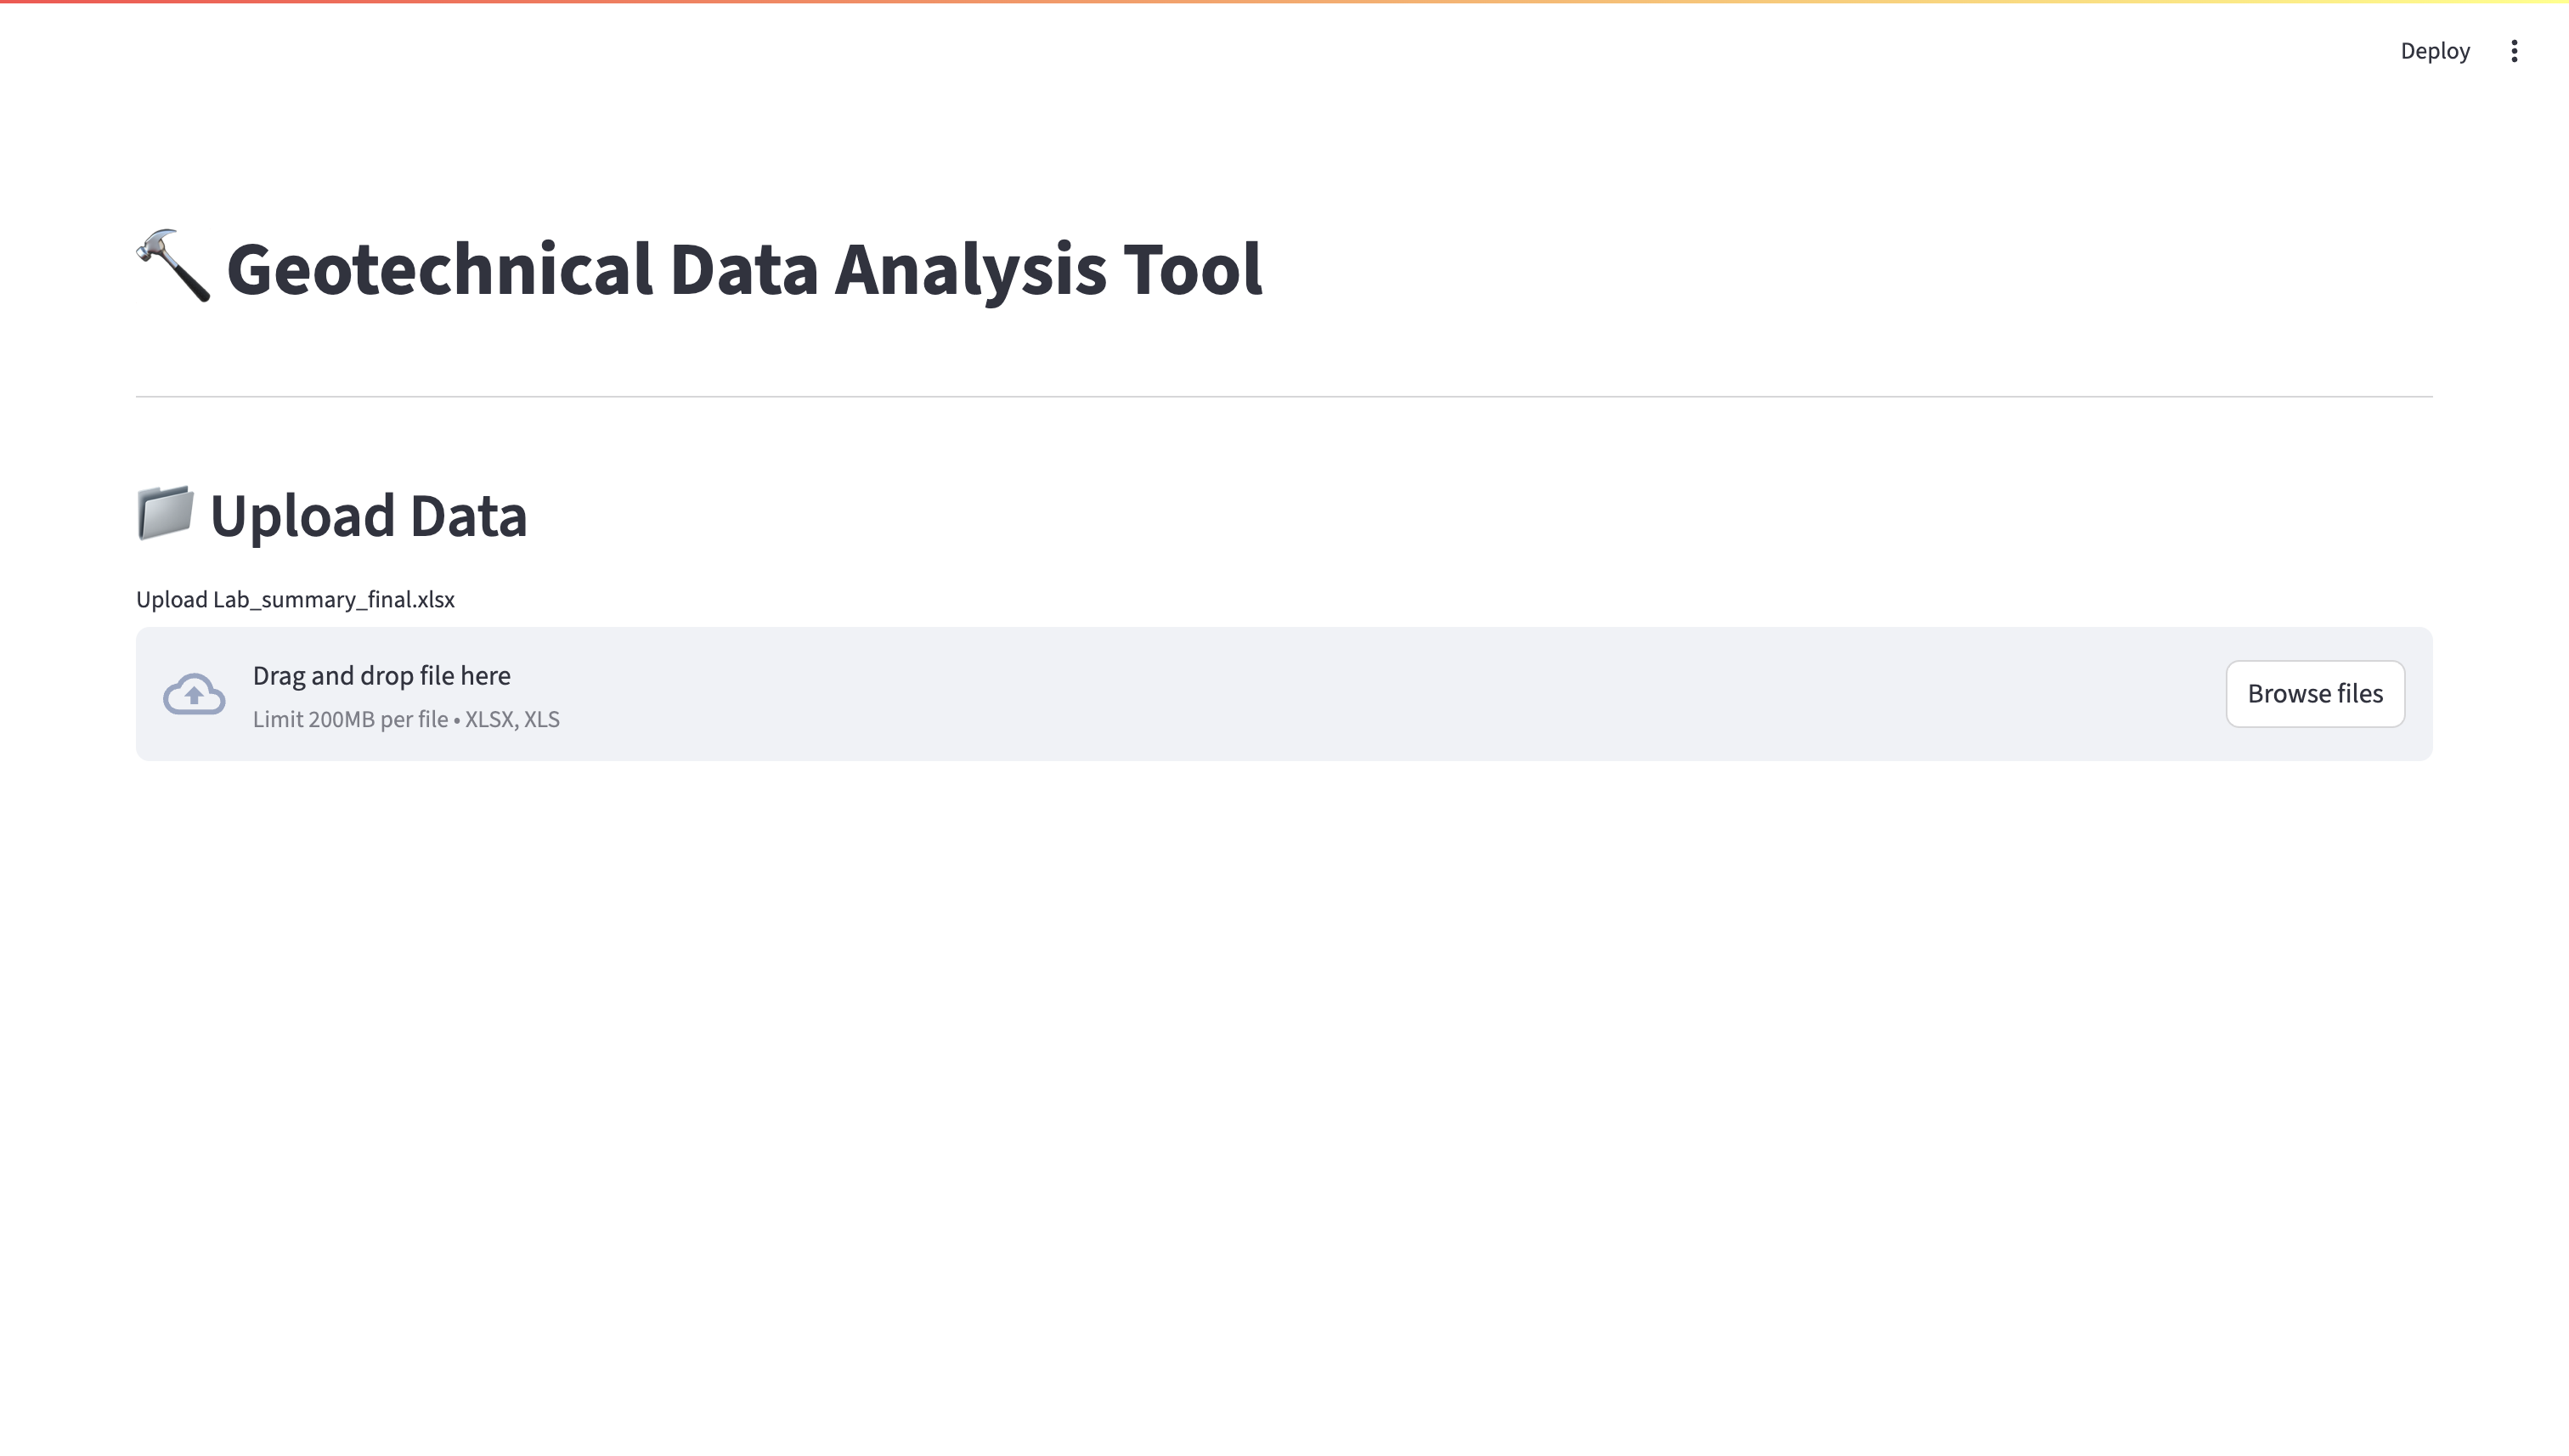 Deploy
Geotechnical Data Analysis Tool
Upload Data
Upload Lab_summary_final.xlsx
Drag and drop file here
Limit 200MB per file • XLSX, XLS
Browse files